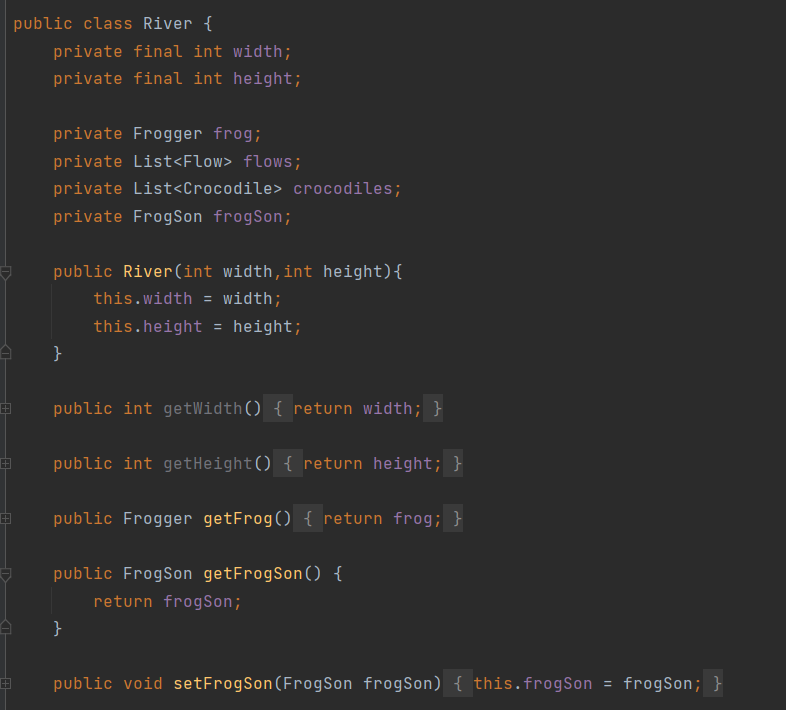 public class River {
    private final int width;
    private final int height;

    private Frogger frog;
    private List<Flow> flows;
    private List<Crocodile> crocodiles;
    private FrogSon frogSon;

    public River(int width,int height){
        this.width = width;
        this.height = height;
    }

    public int getWidth() { return width; }

    public int getHeight() { return height; }

    public Frogger getFrog() { return frog; }

    public FrogSon getFrogSon() {
        return frogSon;
    }

    public void setFrogSon(FrogSon frogSon) { this.frogSon = frogSon; }